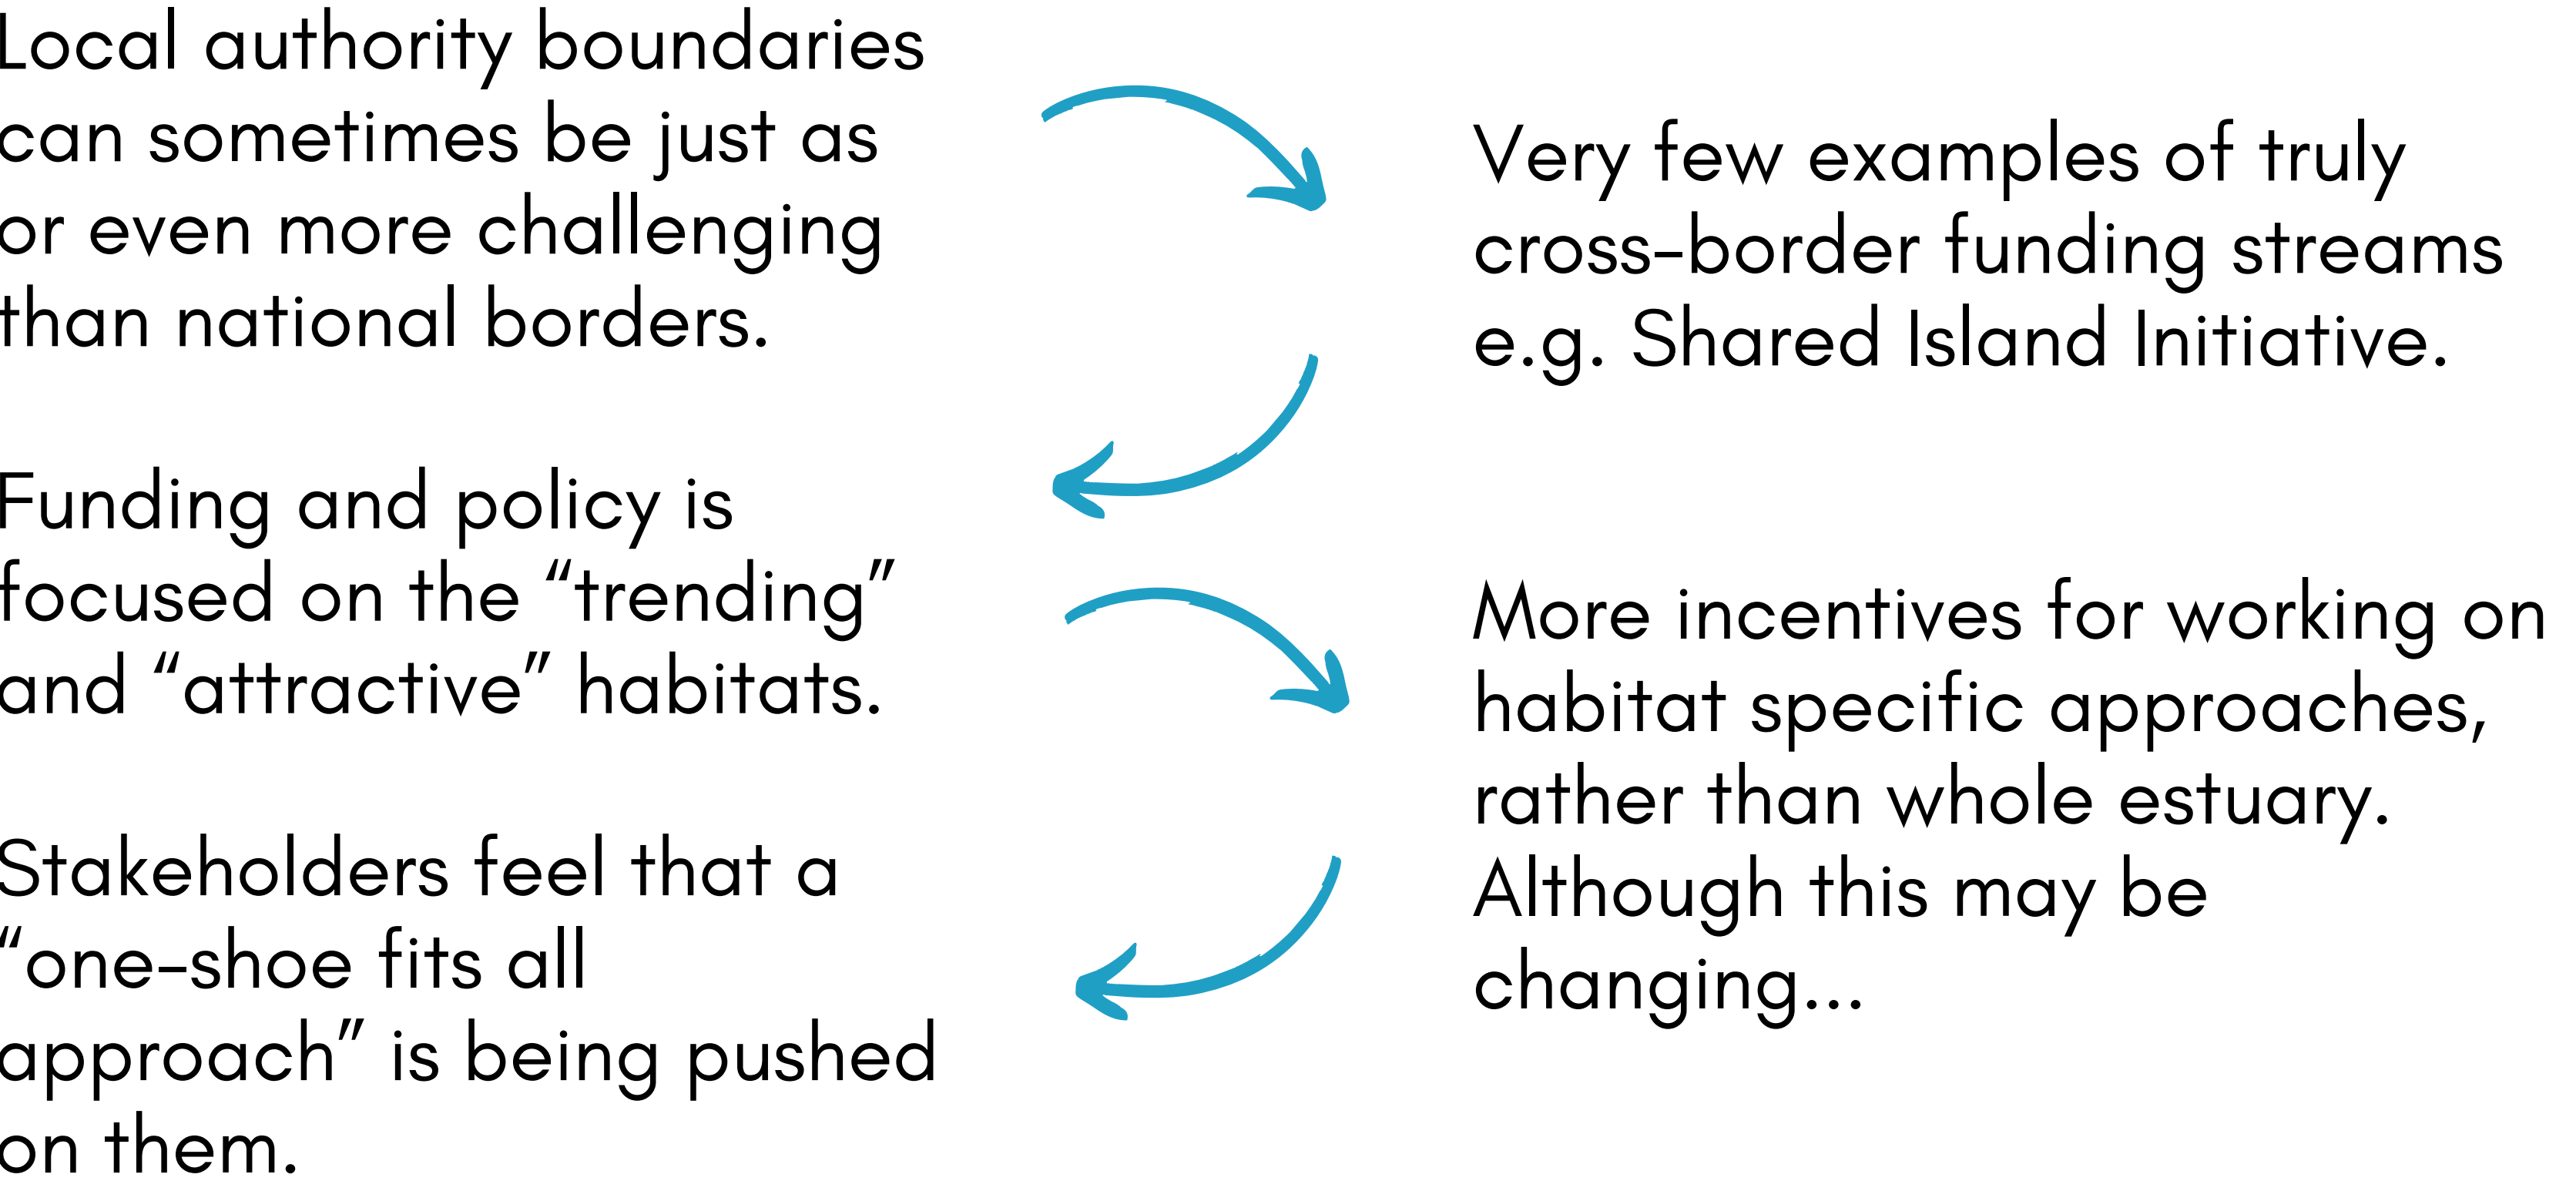 Local authority boundaries
can sometimes be just as
or even more challenging
than national borders.
Very few examples of truly
cross-border funding streams
e.g. Shared Island Initiative.
Funding and policy is
focused on the “trending”
and “attractive” habitats.
More incentives for working on
habitat specific approaches,
rather than whole estuary.
Although this may be
changing...
Stakeholders feel that a
“one-shoe fits all
approach” is being pushed
on them.